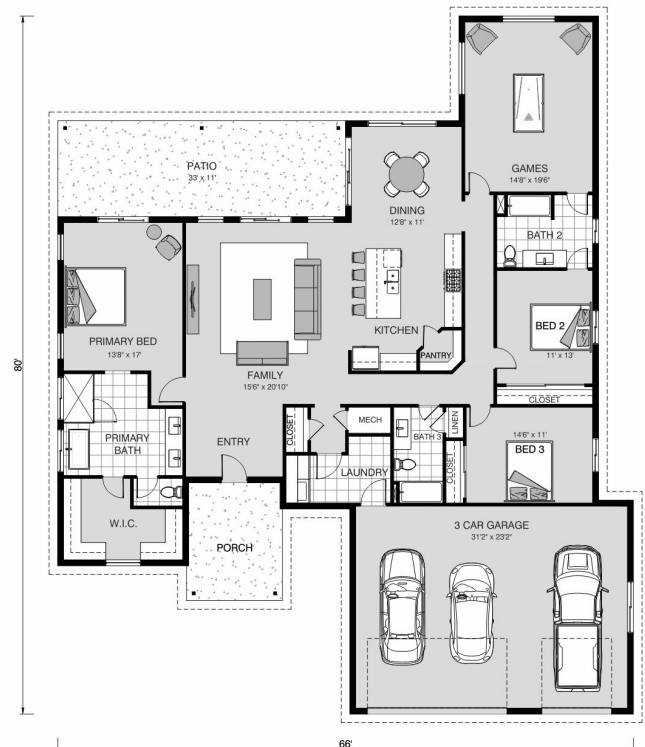 GAMES
14'8" x 19'6"
PATIO
33' x 11'
DINING
12'8" x 11'
BATH 2
KITCHEN
PANTRY
BED 2
11' x 13'
CLOSET
PRIMARY BED
13'8" x 17'
FAMILY
15'6" x 20'10"
80'
PRIMARY
BATH
ENTRY
CLOSET
MECH
LAUNDRY
BATH 3
LINEN
CLOSET
14'6" x 11'
BED 3
W.I.C.
PORCH
3 CAR GARAGE
31'2" x 23'2"
66'